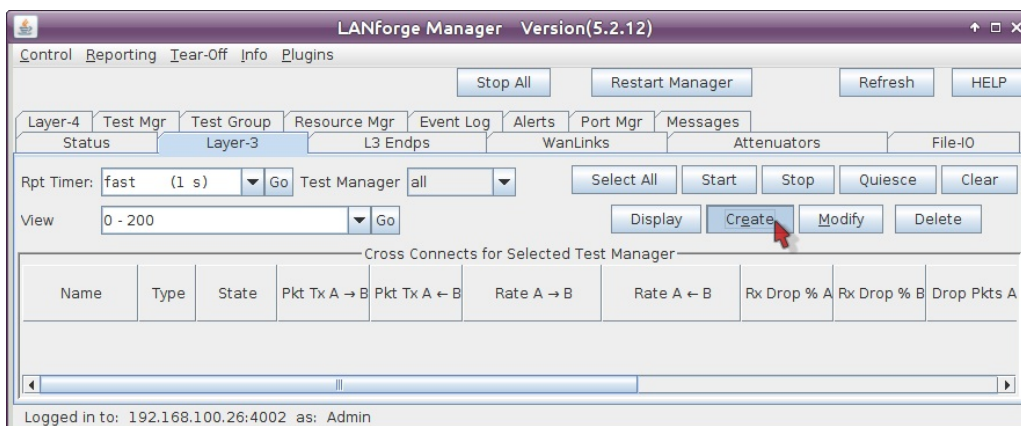 LANforge Manager Version(5.2.12)
Control Reporting Tear-Off Info Plugins
Stop All Restart Manager Refresh HELP
Layer-4 Test Mgr Test Group Resource Mgr Event Log Alerts Port Mgr Messages
Status Layer-3 L3 Endps WanLinks Attenuators File-IO
Rpt Timer: fast (1 s) Go Test Manager all Select All Start Stop Quiesce Clear
View 0 - 200 Go Display Create Modify Delete
Cross Connects for Selected Test Manager
Name Type State Pkt Tx A → B Pkt Tx A ← B Rate A → B Rate A ← B Rx Drop % A Rx Drop % B Drop Pkts A
Logged in to: 192.168.100.26:4002 as: Admin